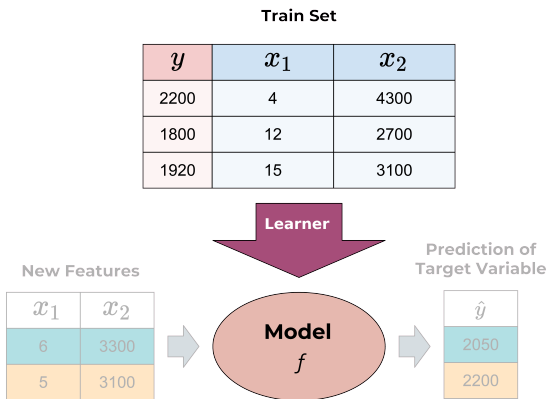 Train Set
y x1 x2
2200 4 4300
1800 12 2700
1920 15 3100
Learner
New Features
Prediction of
Target Variable
x1 x2
6 3300
5 3100
Model
f
ŷ
2050
2200